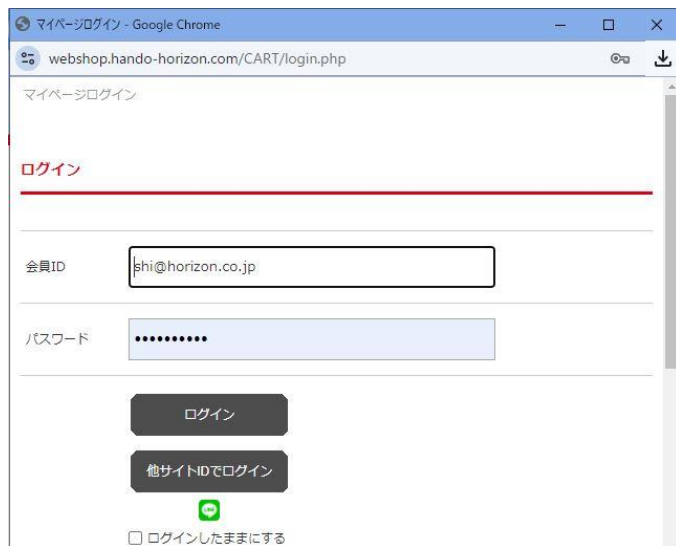 マイページログイン - Google Chrome
webshop.hando-horizon.com/CART/login.php
マイページログイン
ログイン
会員ID
shi@horizon.co.jp
パスワード
••••••••••
ログイン
他サイトIDでログイン
LINE
ログインしたままにする